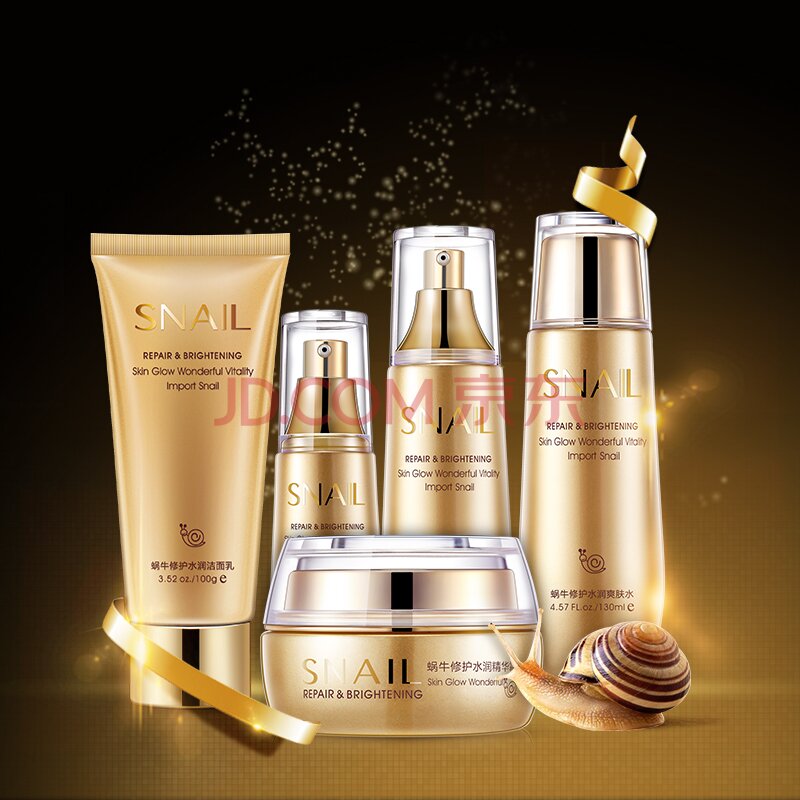 SNAIL
REPAIR & BRIGHTENING
Skin Glow Wonderful Vitality
Import Snail
蜗牛修护水润洁面乳
3.52 oz./100g e
SNAIL
REPAIR & BRIGHTENING
SNAIL
REPAIR & BRIGHTENING
Skin Glow Wonderful Vitality
Import Snail
SNAIL
REPAIR & BRIGHTENING
Skin Glow Wonderful Vitality
Import Snail
蜗牛修护水润爽肤水
4.57 FL.oz./130ml e
SNAIL
REPAIR & BRIGHTENING
蜗牛修护水润精华
Skin Glow Wonderful
JD.COM 京东